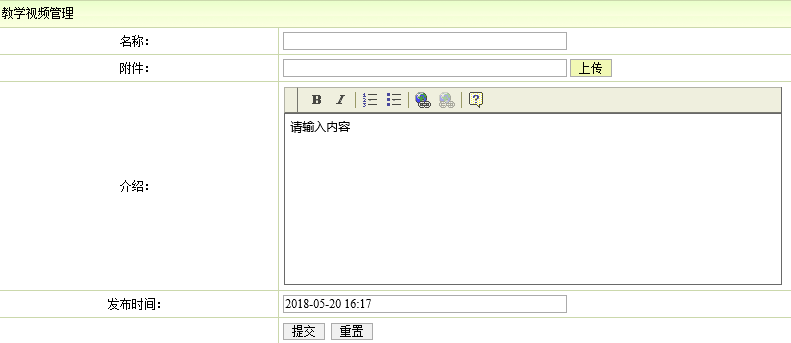 教学视频管理
名称：
附件： 上传
B I
请输入内容
介绍：
发布时间： 2018-05-20 16:17
提交 重置